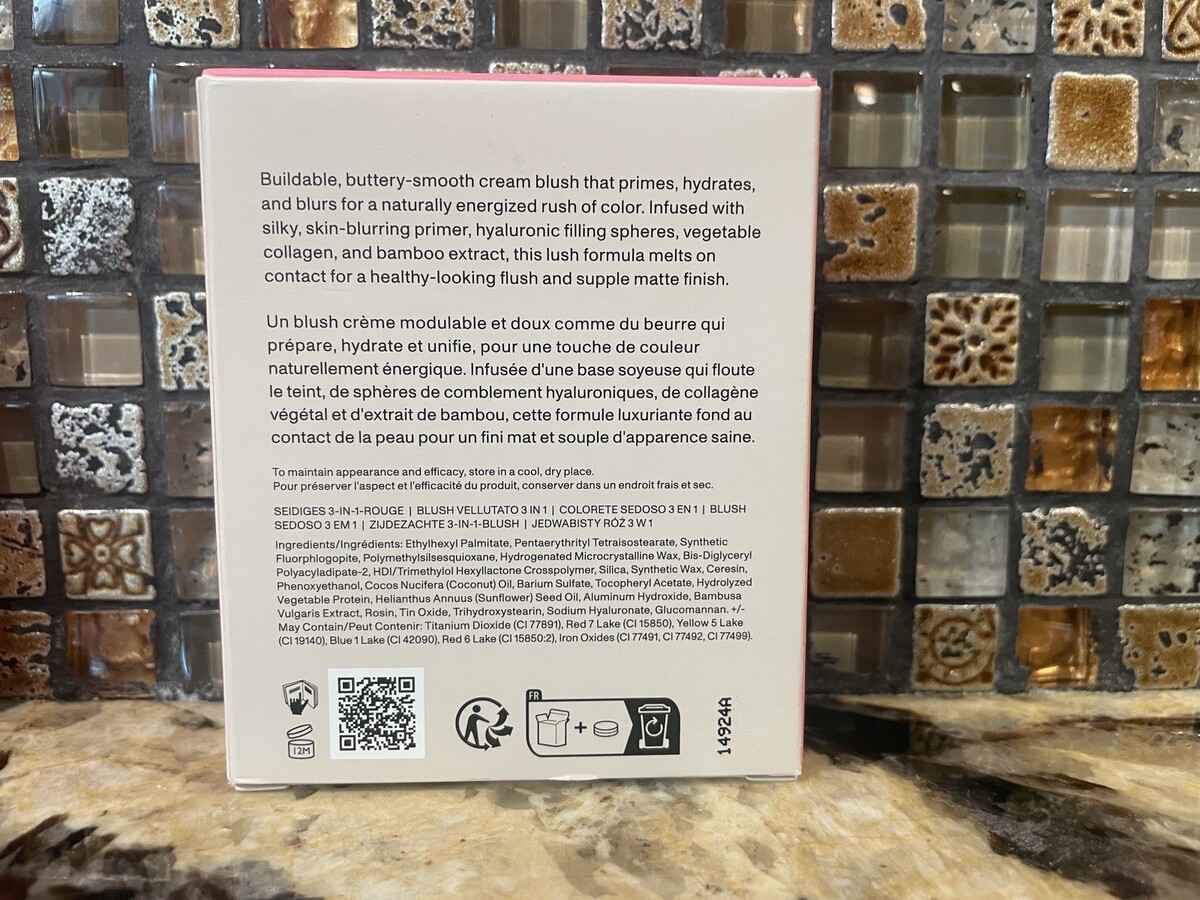 Buildable, buttery-smooth cream blush that primes, hydrates,
and blurs for a naturally energized rush of color. Infused with
silky, skin-blurring primer, hyaluronic filling spheres, vegetable
collagen, and bamboo extract, this lush formula melts on
contact for a healthy-looking flush and supple matte finish.
Un blush crème modulable et doux comme du beurre qui
prépare, hydrate et unifie, pour une touche de couleur
naturellement énergique. Infusée d'une base soyeuse qui floute
le teint, de sphères de comblement hyaluroniques, de collagène
végétal et d'extrait de bambou, cette formule luxuriante fond au
contact de la peau pour un fini mat et souple d'apparence saine.
To maintain appearance and efficacy, store in a cool, dry place.
Pour préserver l'aspect et l'efficacité du produit, conserver dans un endroit frais et sec.
SEIDIGES 3-IN-1-ROUGE | BLUSH VELLUTATO 3 IN 1 | COLORETE SEDOSO 3 EN 1 | BLUSH
SEDOSO 3 EM 1 | ZIJDEZACHTE 3-IN-1-BLUSH | JEDWABISTY RÓŻ 3 W 1
Ingredients/Ingrédients: Ethylhexyl Palmitate, Pentaerythrityl Tetraisostearate, Synthetic
Fluorphlogopite, Polymethylsilsesquioxane, Hydrogenated Microcrystalline Wax, Bis-Diglyceryl
Polyacyladipate-2, HDI/Trimethylol Hexyllactone Crosspolymer, Silica, Synthetic Wax, Ceresin,
Phenoxyethanol, Cocos Nucifera (Coconut) Oil, Barium Sulfate, Tocopheryl Acetate, Hydrolyzed
Vegetable Protein, Helianthus Annuus (Sunflower) Seed Oil, Aluminum Hydroxide, Bambusa
Vulgaris Extract, Rosin, Tin Oxide, Trihydroxystearin, Sodium Hyaluronate, Glucomannan. +/-
May Contain/Peut Contenir: Titanium Dioxide (CI 77891), Red 7 Lake (CI 15850), Yellow 5 Lake
(CI 19140), Blue 1 Lake (CI 42090), Red 6 Lake (CI 15850:2), Iron Oxides (CI 77491, CI 77492, CI 77499).
12M
FR
14924A